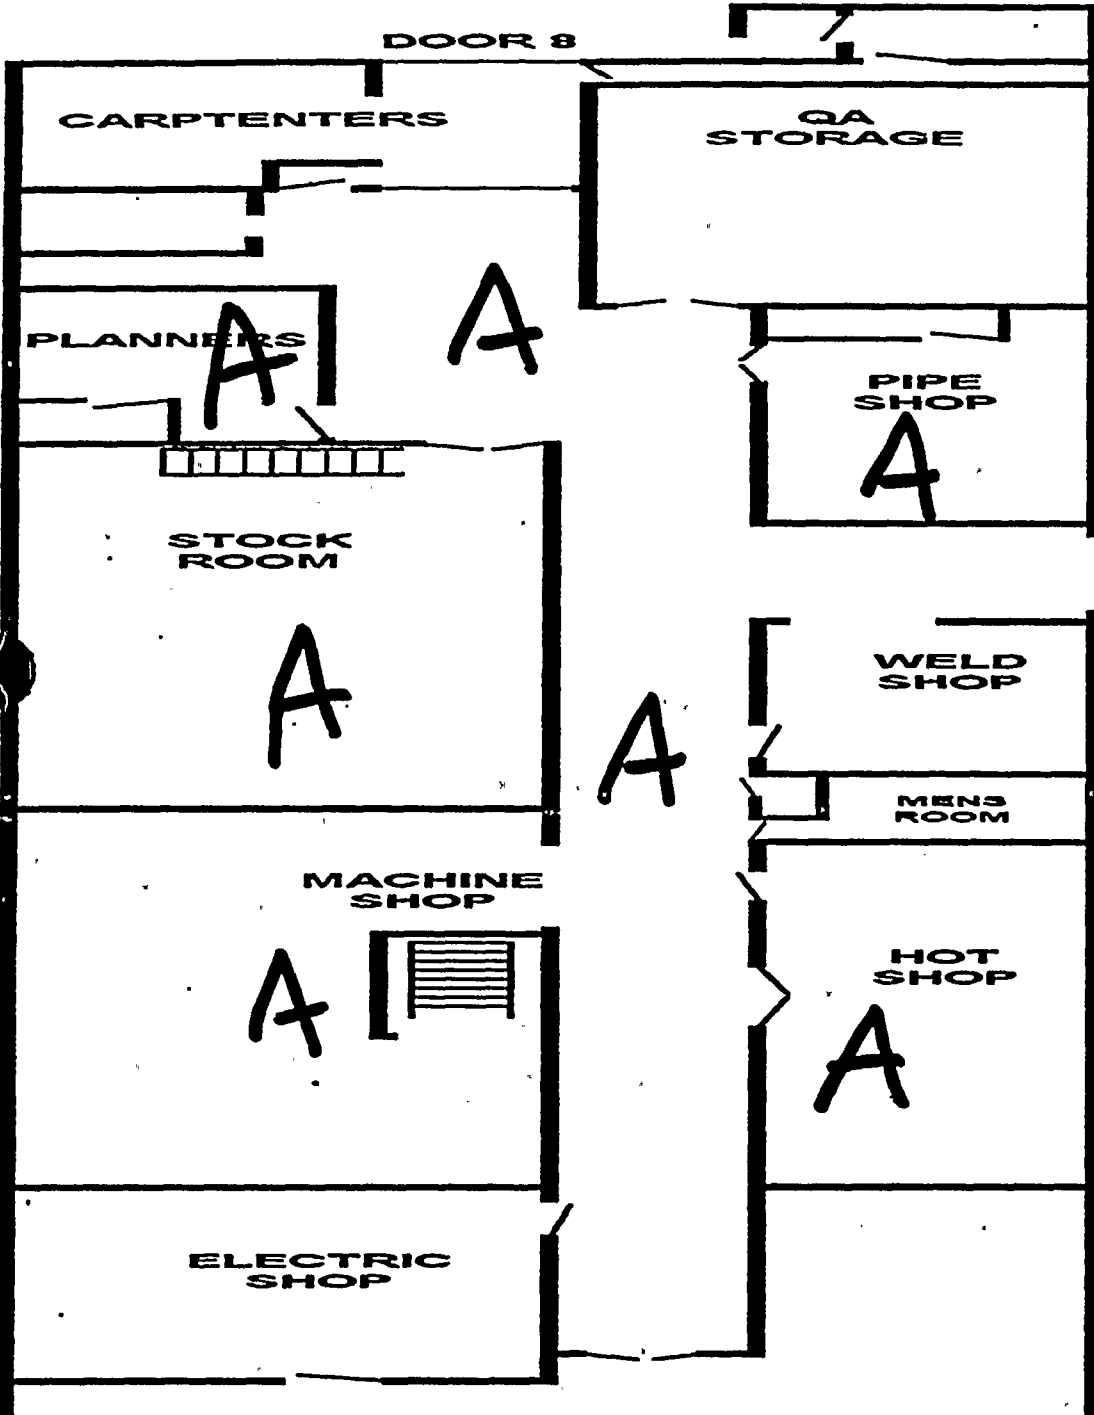 DOOR 8
CARPTENTERS
QA
STORAGE
A
PLANNERS
A
PIPE
SHOP
A
STOCK
ROOM
A
WELD
SHOP
A
MENS
ROOM
MACHINE
SHOP
A
HOT
SHOP
A
ELECTRIC
SHOP